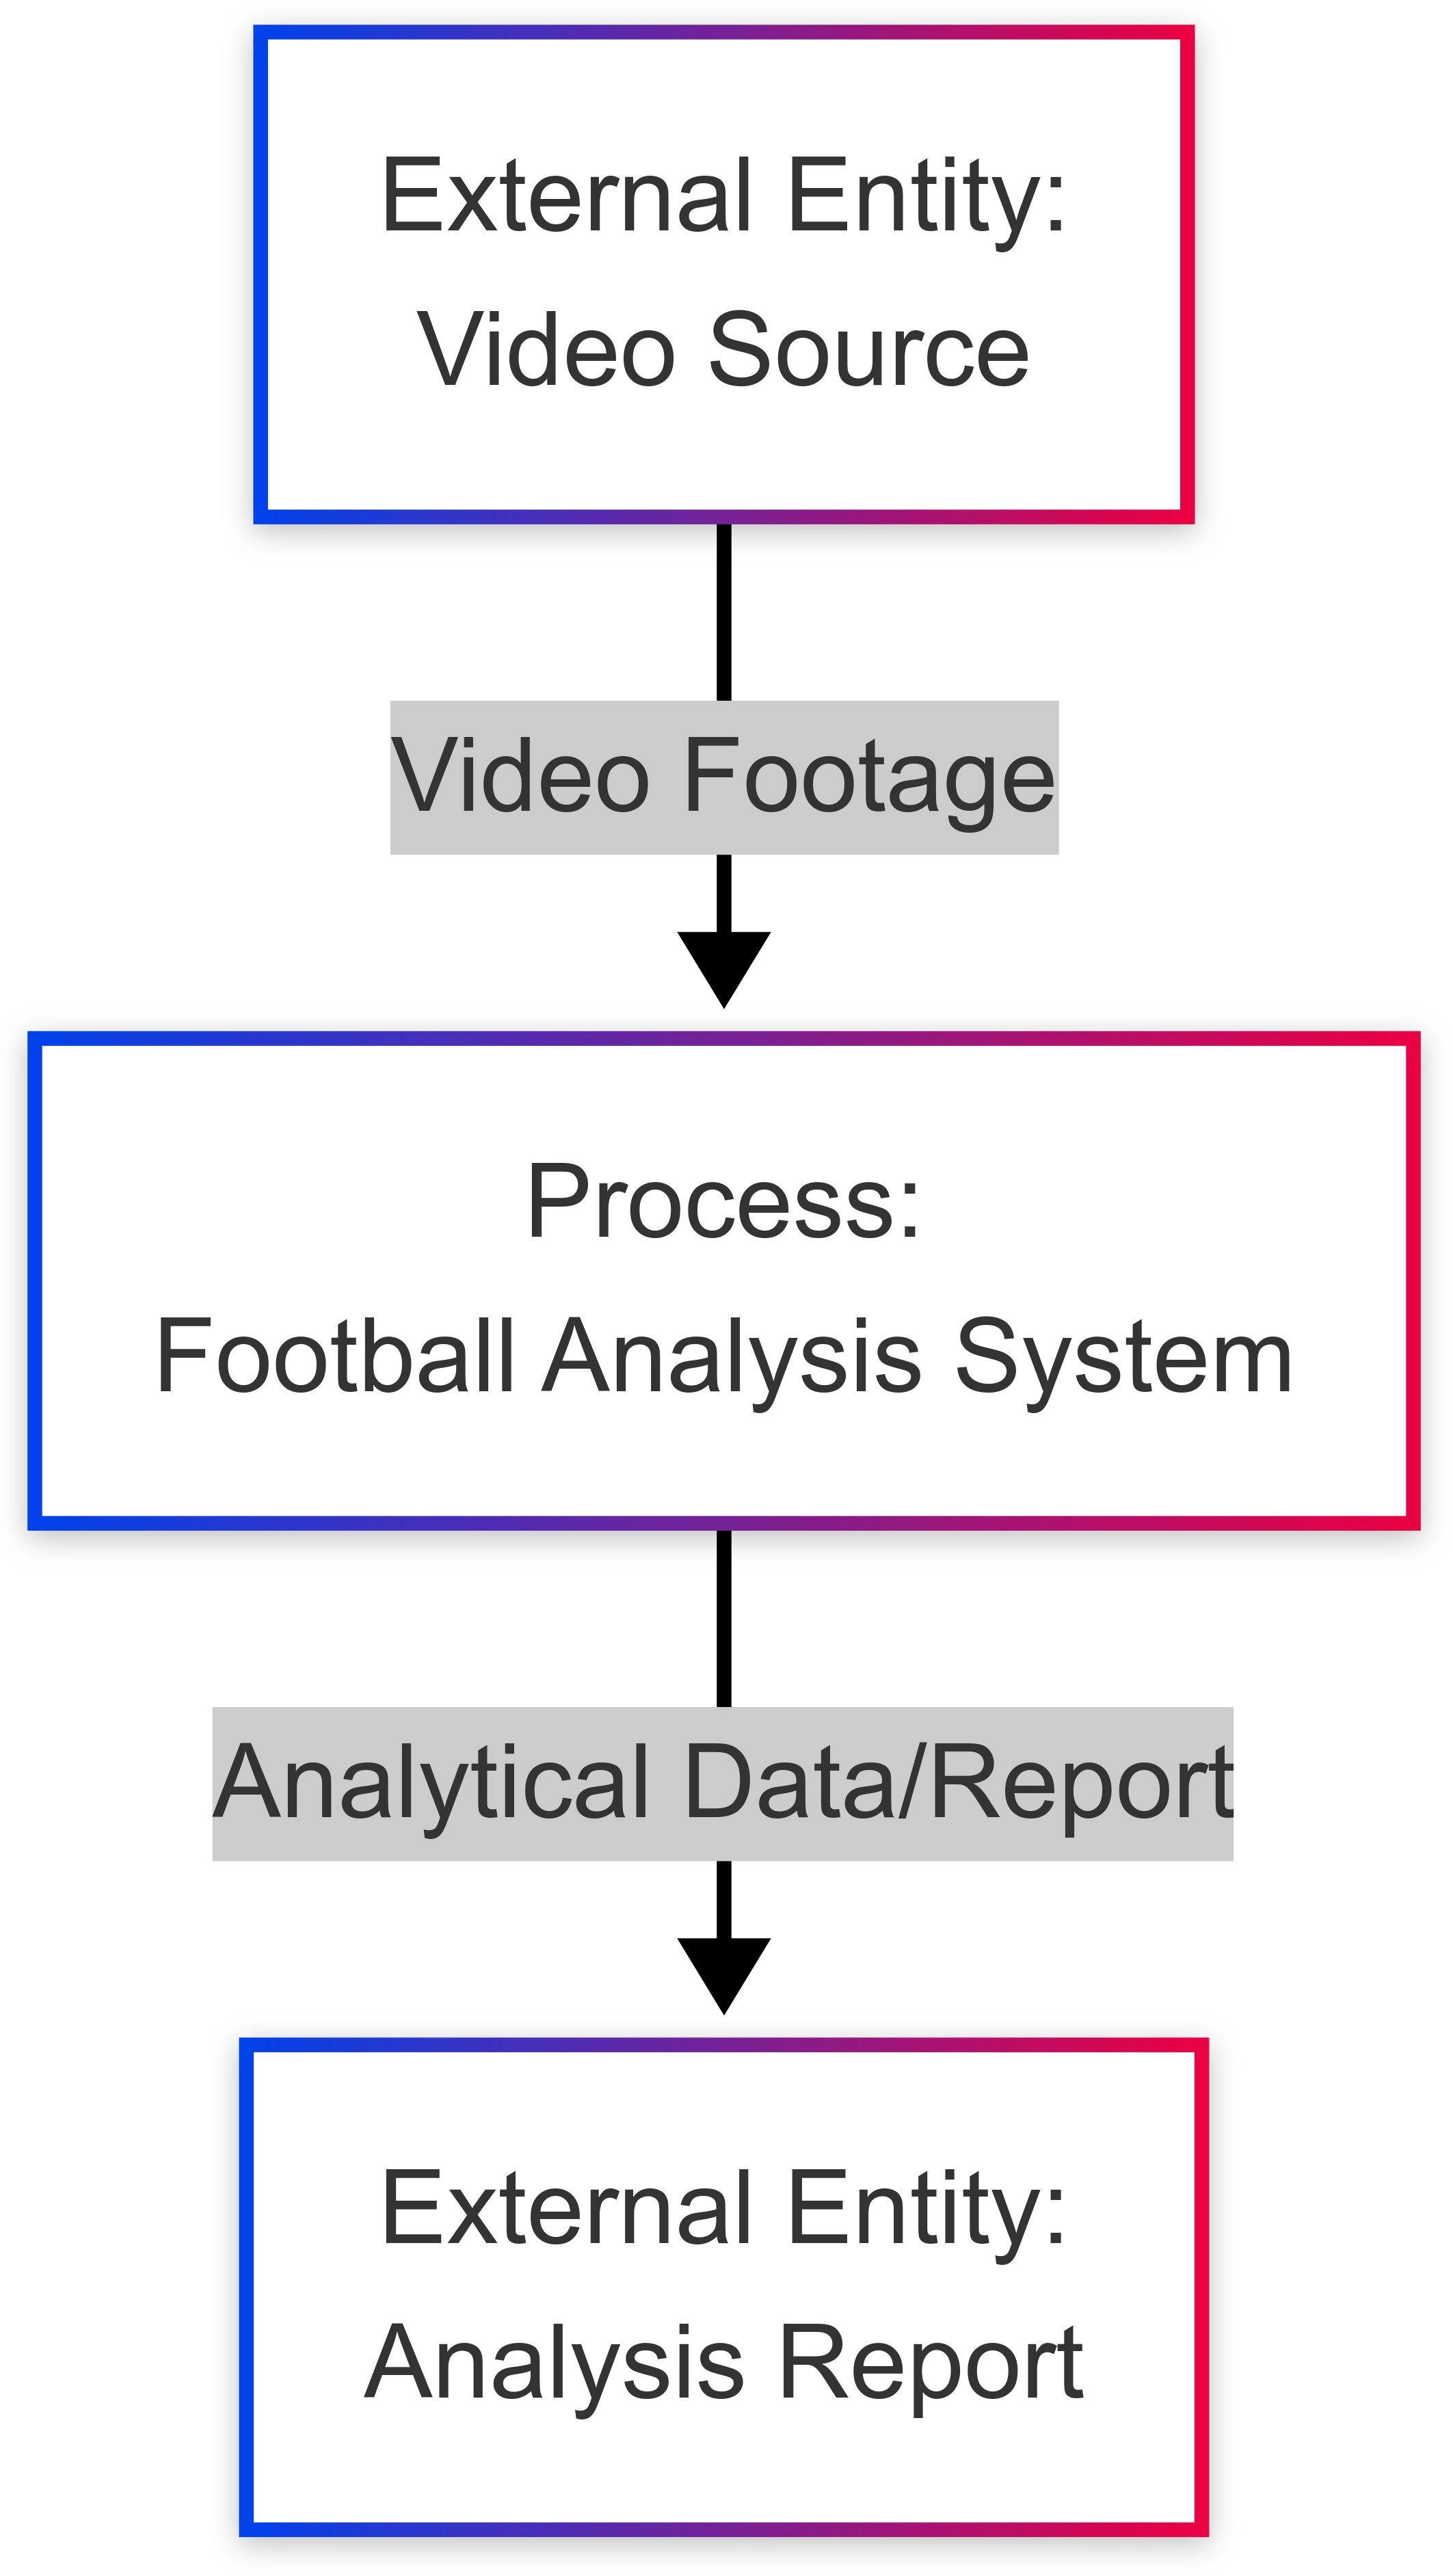 External Entity:
Video Source
Video Footage
Process:
Football Analysis System
Analytical Data/Report
External Entity:
Analysis Report